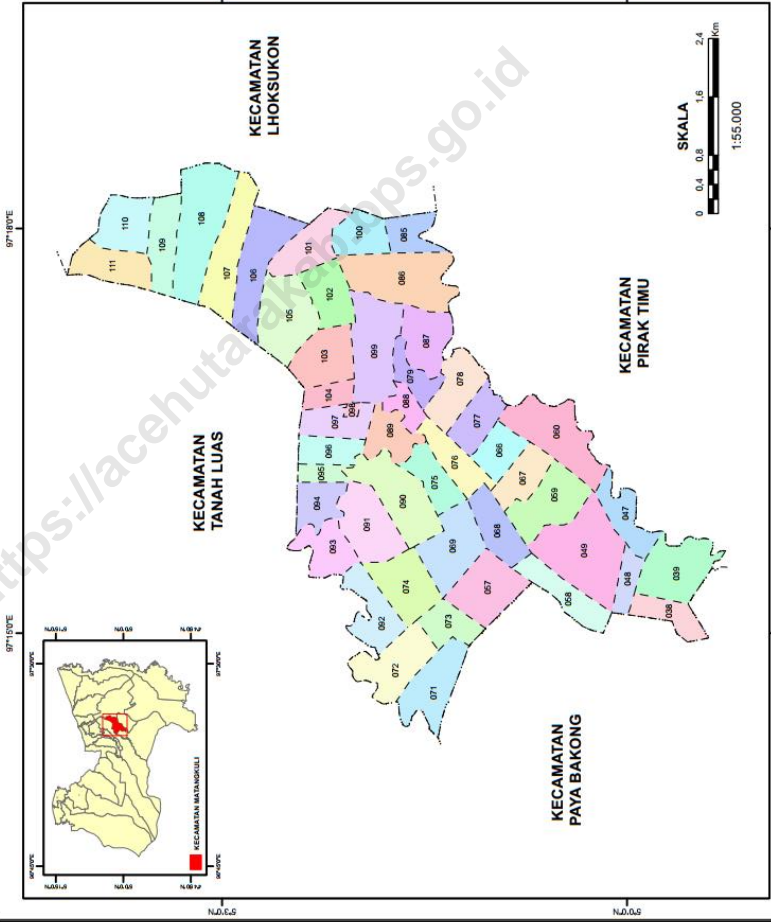 97°15'0"E
97°18'0"E
5°3'0"N
5°0'0"N
KECAMATAN
LHOKSUKON
KECAMATAN
TANAH LUAS
KECAMATAN
PIRAK TIMU
KECAMATAN
PAYA BAKONG
SKALA
0 0,4 0,8 1,6 2,4
Km
1:55.000
KECAMATAN MATANGKULI
111
110
109
108
107
106
105
101
100
085
102
086
103
099
087
104
079
078
098
088
097
089
077
060
096
076
066
095
075
067
094
090
059
047
093
091
068
049
069
048
039
074
057
058
038
092
073
072
071
https://acehutarakab.bps.go.id